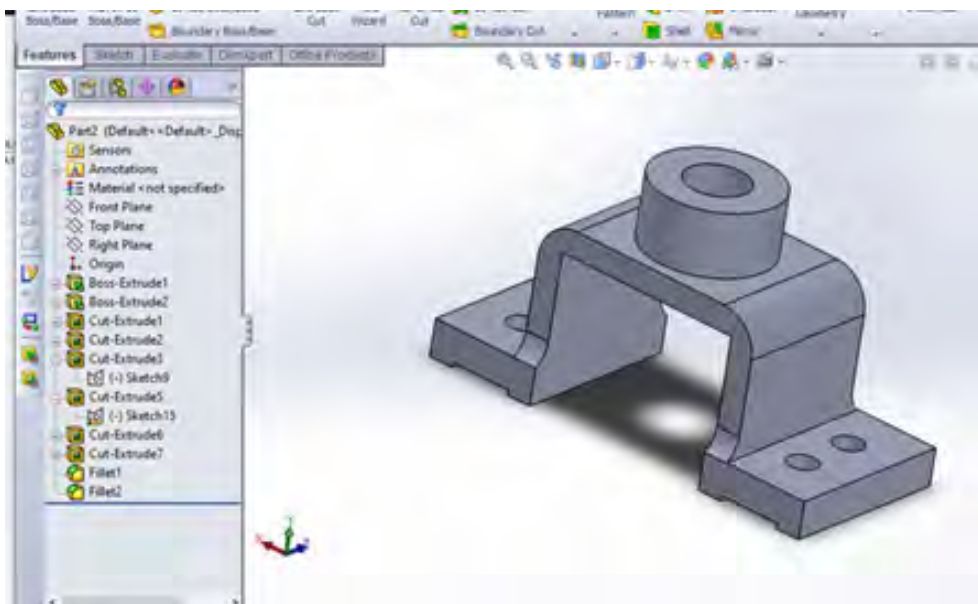 Boss/Base Boss/Base
Boundary Boss/Base
Cut Wizard Cut
Boundary Cut
Pattern
Shell
Mirror
Geometry
Features Sketch Evaluate DimXpert Office Products
Part2 (Default<<Default>_Disp
Sensors
Annotations
Material <not specified>
Front Plane
Top Plane
Right Plane
Origin
Boss-Extrude1
Boss-Extrude2
Cut-Extrude1
Cut-Extrude2
Cut-Extrude3
(-) Sketch9
Cut-Extrude5
(-) Sketch15
Cut-Extrude6
Cut-Extrude7
Fillet1
Fillet2